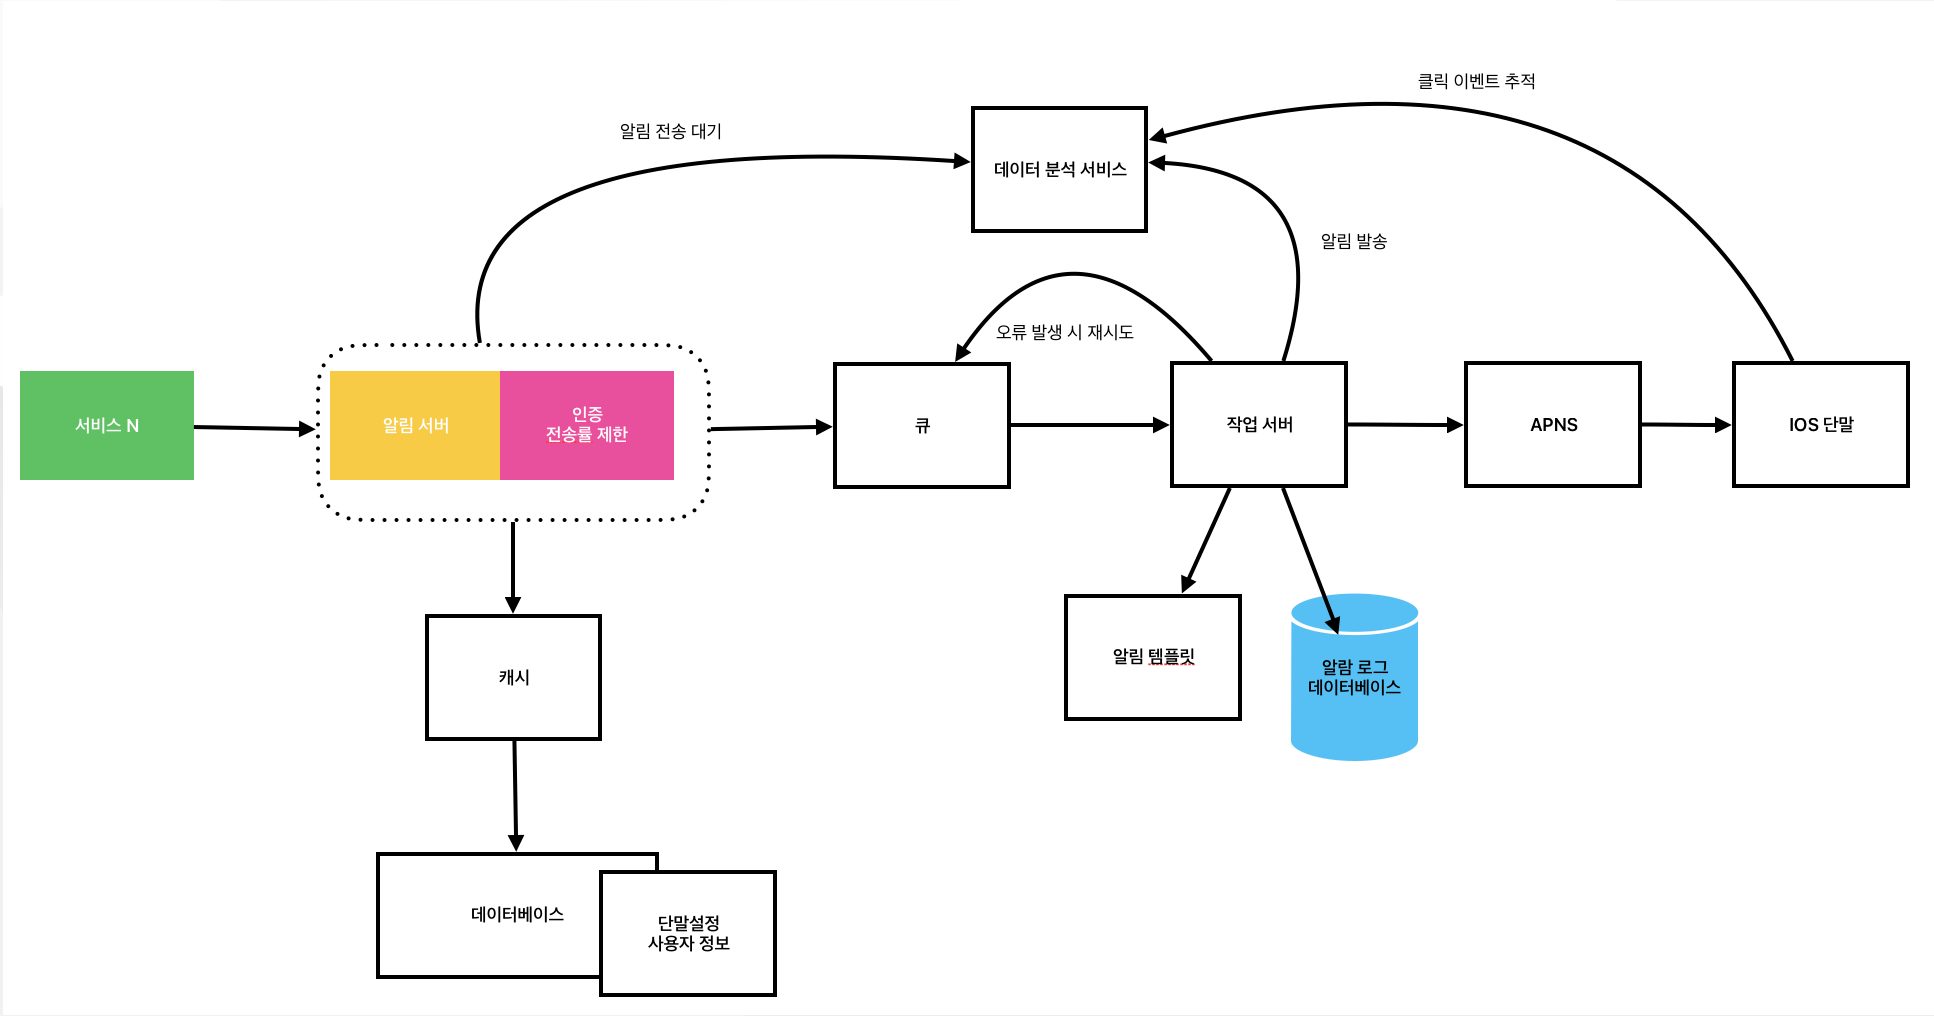 클릭 이벤트 추적
알림 전송 대기
데이터 분석 서비스
알림 발송
오류 발생 시 재시도
서비스 N
알림 서버
인증
전송률 제한
큐
작업 서버
APNS
IOS 단말
캐시
알림 템플릿
알람 로그
데이터베이스
데이터베이스
단말설정
사용자 정보